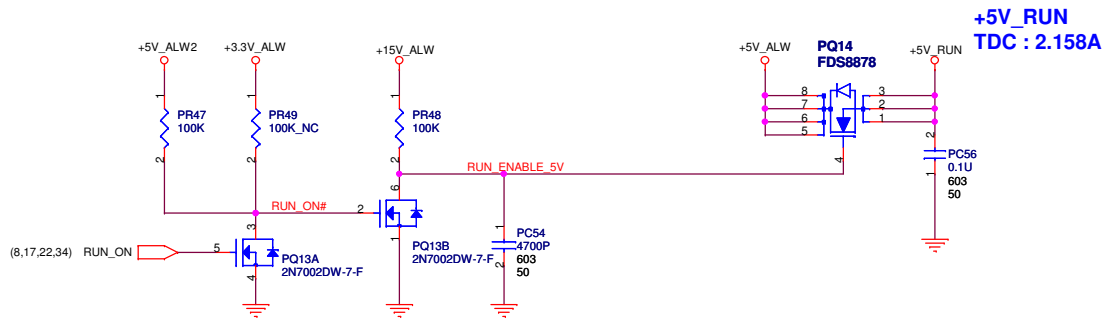 +5V_RUN
TDC : 2.158A
+5V_ALW2
+3.3V_ALW
+15V_ALW
+5V_ALW
PQ14
FDS8878
+5V_RUN
1
PR47
100K
2
1
PR49
100K_NC
2
1
PR48
100K
2
8
7
6
5
3
2
1
4
2
PC56
0.1U
603
50
1
RUN_ENABLE_5V
RUN_ON#
2
6
1
PQ13B
2N7002DW-7-F
1
PC54
4700P
603
50
2
(8,17,22,34)
RUN_ON
5
3
4
PQ13A
2N7002DW-7-F